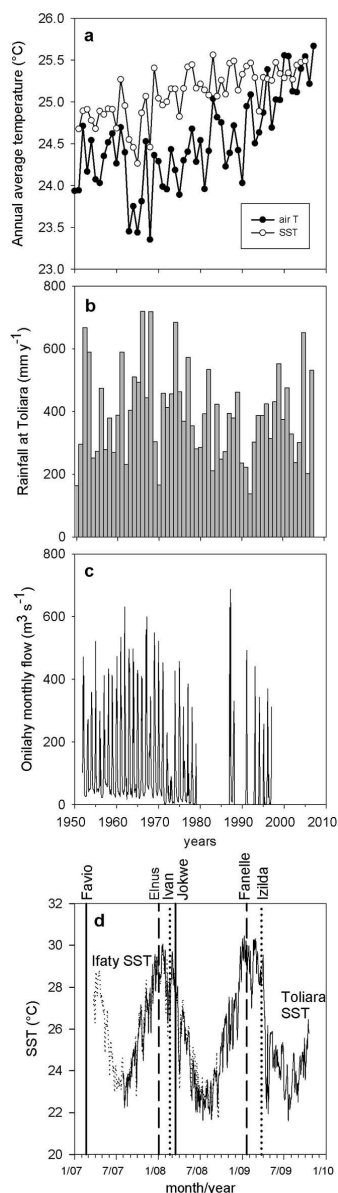 a
26.0
25.5
25.0
24.5
24.0
23.5
23.0
Annual average temperature (°C)
air T
SST
b
800
600
400
200
0
Rainfall at Toliara (mm y⁻¹)
c
800
600
400
200
0
Onilahy monthly flow (m³ s⁻¹)
1950 1960 1970 1980 1990 2000 2010
years
Favio
Elnus
Ivan
Jokwe
Fanelle
Izilda
d
32
30
28
26
24
22
20
SST (°C)
Ifaty SST
Toliara
SST
1/07 7/07 1/08 7/08 1/09 7/09 1/10
month/year